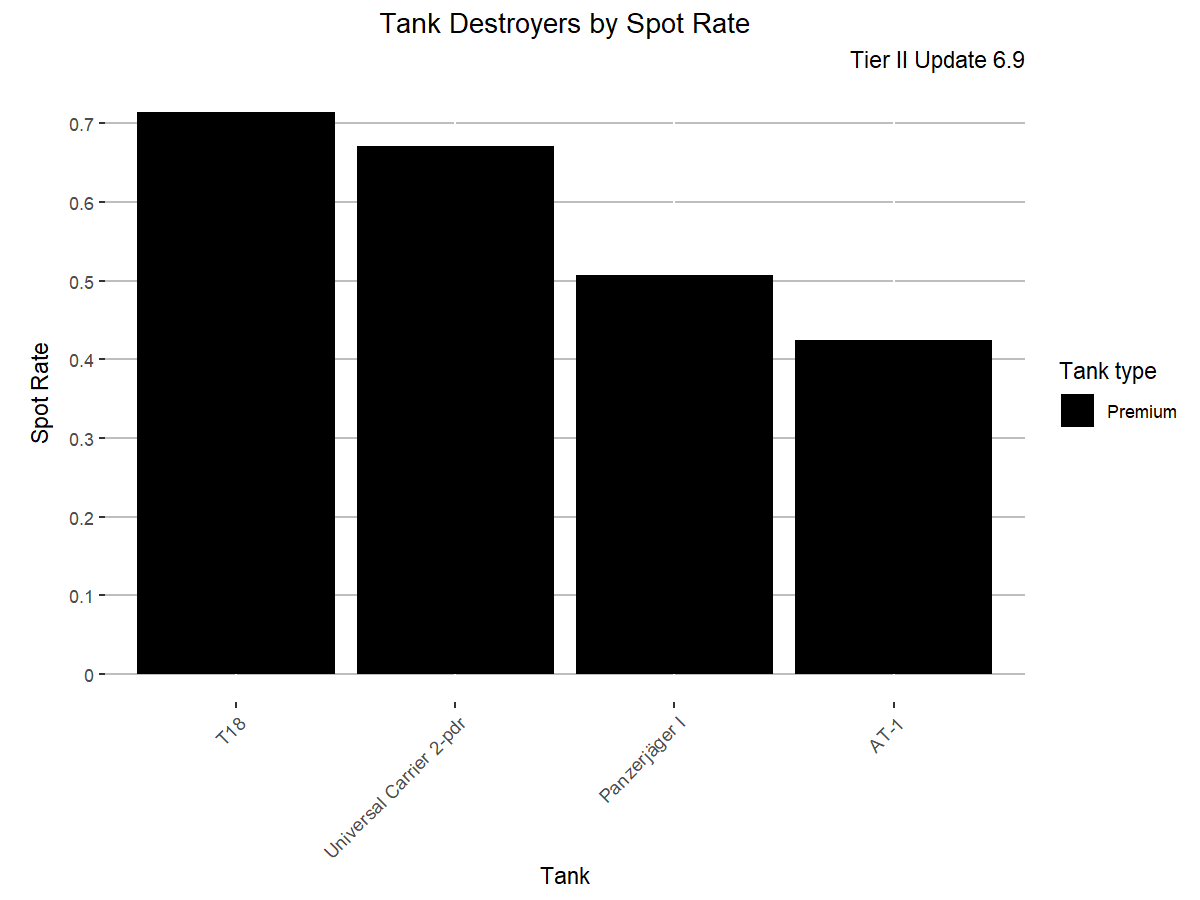 Tank Destroyers by Spot Rate
Tier II Update 6.9
Spot Rate
0.7
0.6
0.5
0.4
0.3
0.2
0.1
0
T18
Universal Carrier 2-pdr
Panzerjäger I
AT-1
Tank
Tank type
Premium